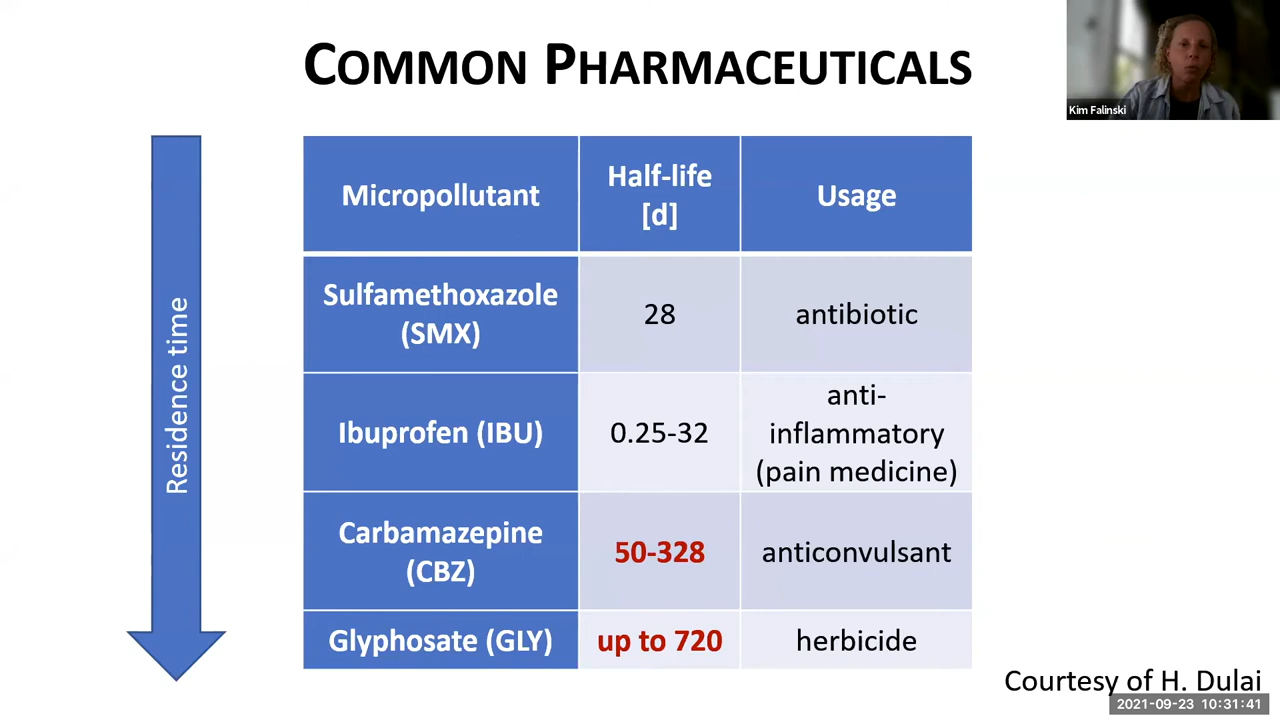 COMMON PHARMACEUTICALS
Kim Falinski
Residence time
Micropollutant
Half-life
[d]
Usage
Sulfamethoxazole
(SMX)
28
antibiotic
Ibuprofen (IBU)
0.25-32
anti-
inflammatory
(pain medicine)
Carbamazepine
(CBZ)
50-328
anticonvulsant
Glyphosate (GLY)
up to 720
herbicide
Courtesy of H. Dulai
2021-09-23 10:31:41